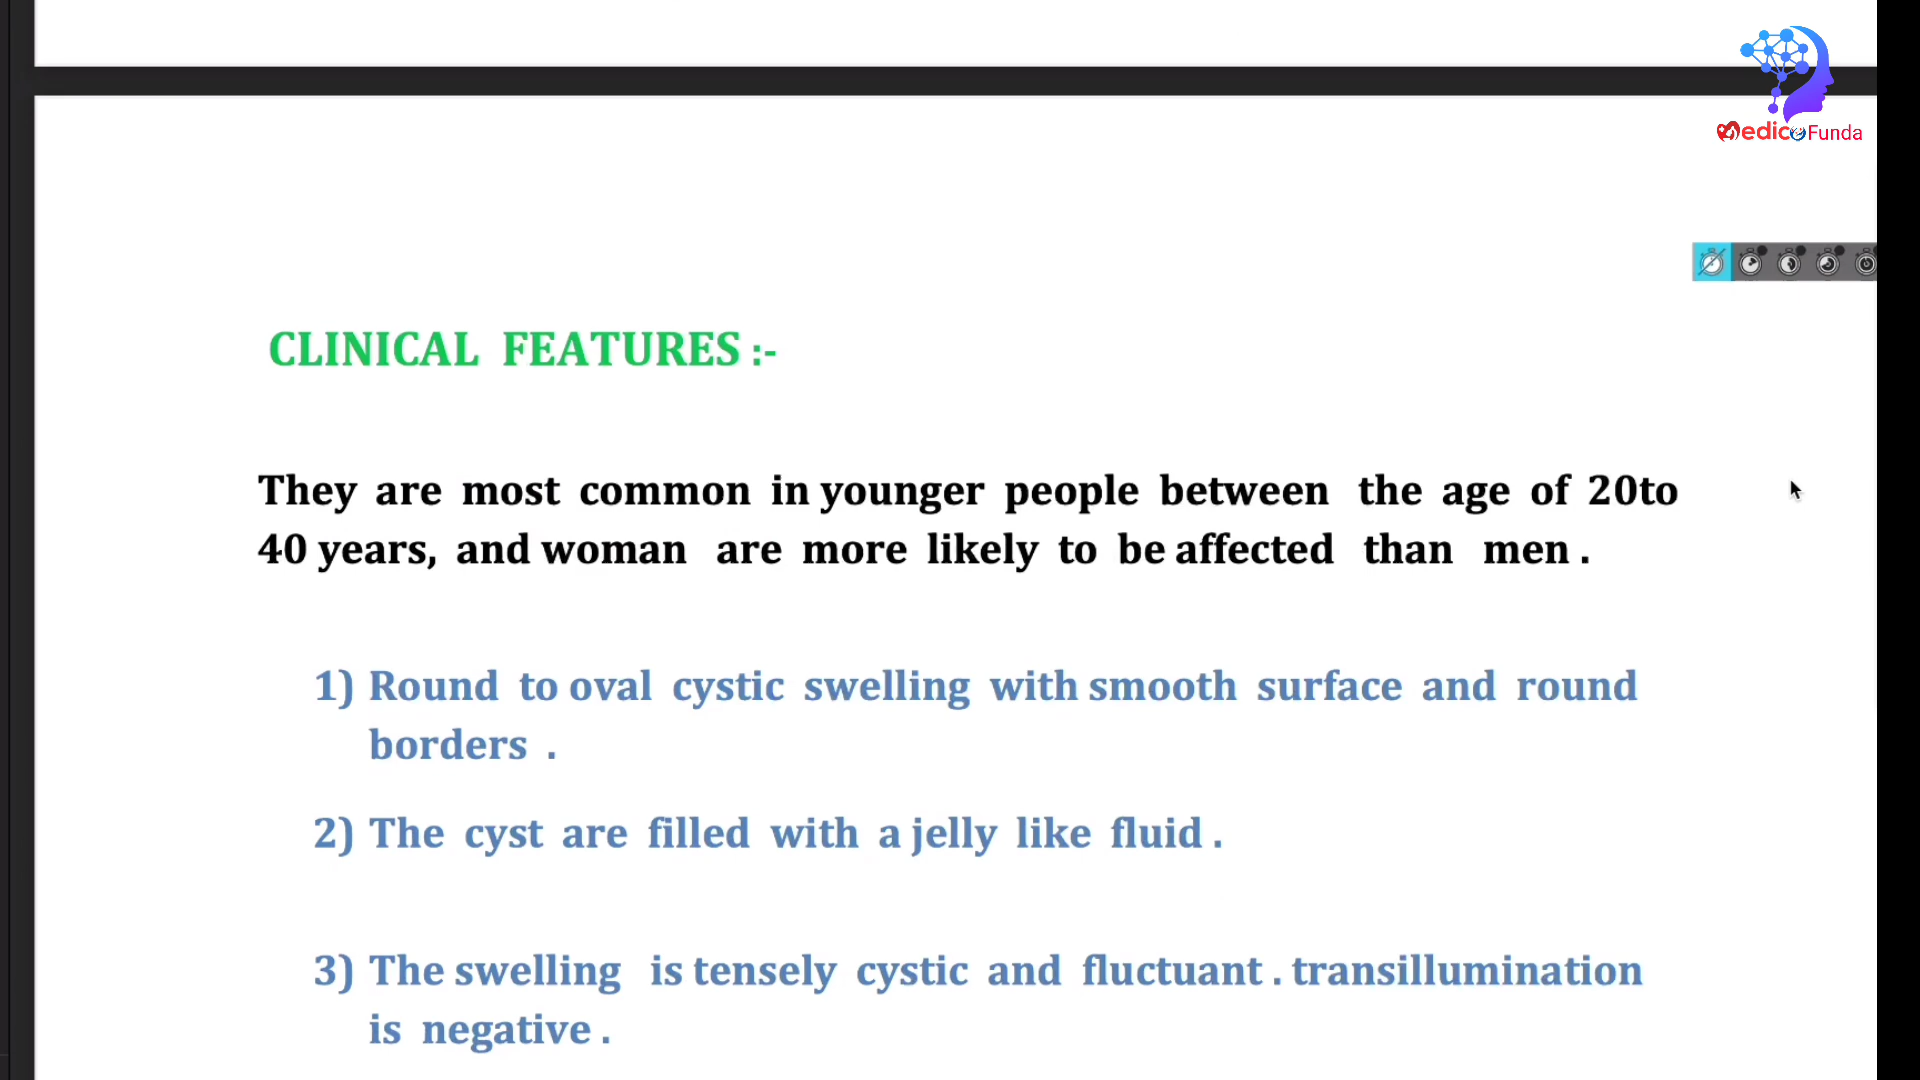 MedicoFunda
CLINICAL FEATURES :-
They are most common in younger people between the age of 20to
40 years, and woman are more likely to be affected than men .
1) Round to oval cystic swelling with smooth surface and round
borders .
2) The cyst are filled with a jelly like fluid .
3) The swelling is tensely cystic and fluctuant . transillumination
is negative .